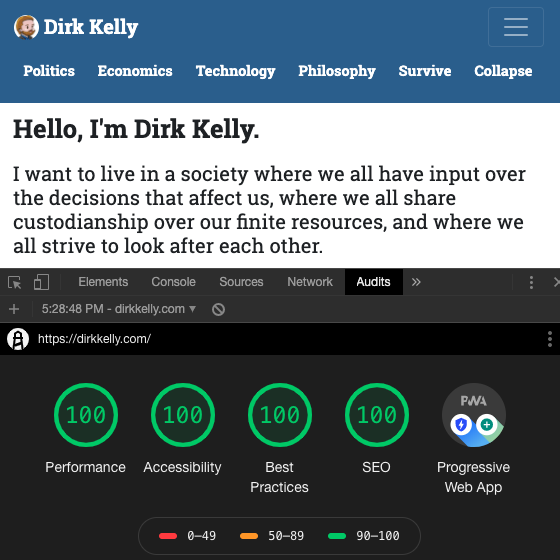 Dirk Kelly
Politics Economics Technology Philosophy Survive Collapse
Hello, I'm Dirk Kelly.
I want to live in a society where we all have input over
the decisions that affect us, where we all share
custodianship over our finite resources, and where we
all strive to look after each other.
Elements Console Sources Network Audits »
5:28:48 PM - dirkkelly.com ▼
https://dirkkelly.com/
100 100 100 100 PWA
Performance Accessibility Best SEO Progressive
Practices Web App
0–49 50–89 90–100